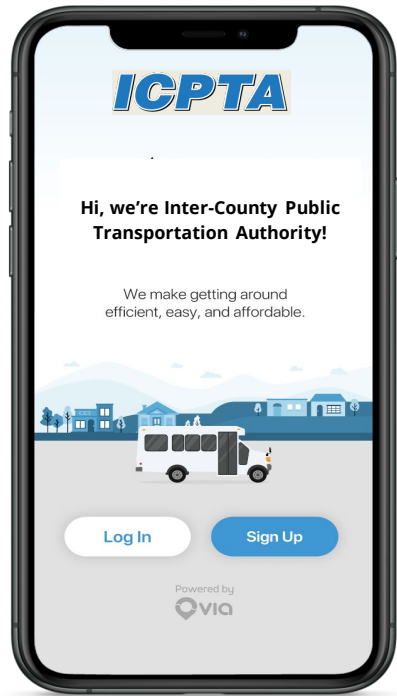 ICPTA
Hi, we’re Inter-County Public
Transportation Authority!
We make getting around
efficient, easy, and affordable.
Log In
Sign Up
Powered by
via